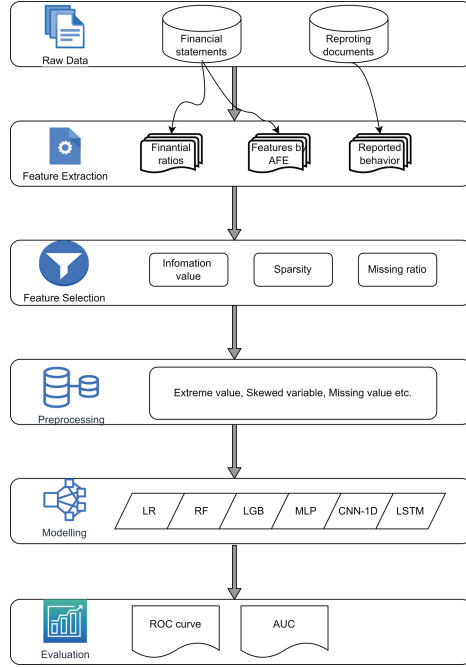 Raw Data
Financial
statements
Reproting
documents
Feature Extraction
Finantial
ratios
Features by
AFE
Reported
behavior
Feature Selection
Infomation
value
Sparsity
Missing ratio
Preprocessing
Extreme value, Skewed variable, Missing value etc.
Modelling
LR
RF
LGB
MLP
CNN-1D
LSTM
Evaluation
ROC curve
AUC